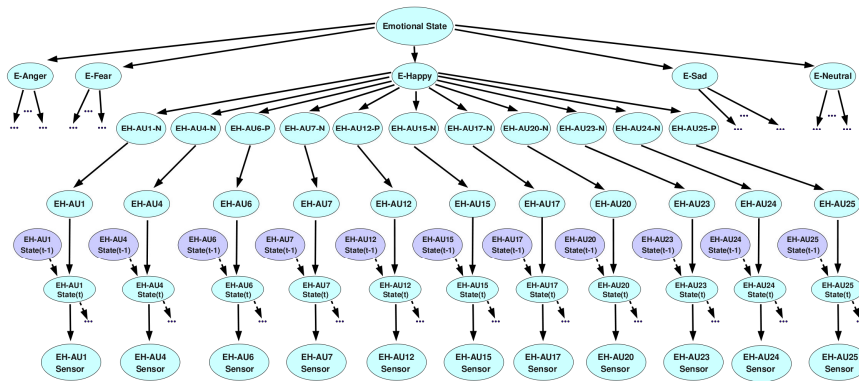 Emotional State
E-Anger
E-Fear
E-Happy
E-Sad
E-Neutral
... ... ... ... ... ... ... ... ... ... ... ...
EH-AU1-N
EH-AU4-N
EH-AU6-P
EH-AU7-N
EH-AU12-P
EH-AU15-N
EH-AU17-N
EH-AU20-N
EH-AU23-N
EH-AU24-N
EH-AU25-P
EH-AU1
EH-AU4
EH-AU6
EH-AU7
EH-AU12
EH-AU15
EH-AU17
EH-AU20
EH-AU23
EH-AU24
EH-AU25
EH-AU1
State(t-1)
EH-AU4
State(t-1)
EH-AU6
State(t-1)
EH-AU7
State(t-1)
EH-AU12
State(t-1)
EH-AU15
State(t-1)
EH-AU17
State(t-1)
EH-AU20
State(t-1)
EH-AU23
State(t-1)
EH-AU24
State(t-1)
EH-AU25
State(t-1)
EH-AU1
State(t)
EH-AU4
State(t)
EH-AU6
State(t)
EH-AU7
State(t)
EH-AU12
State(t)
EH-AU15
State(t)
EH-AU17
State(t)
EH-AU20
State(t)
EH-AU23
State(t)
EH-AU24
State(t)
EH-AU25
State(t)
... ... ... ... ... ... ... ... ... ...
EH-AU1
Sensor
EH-AU4
Sensor
EH-AU6
Sensor
EH-AU7
Sensor
EH-AU12
Sensor
EH-AU15
Sensor
EH-AU17
Sensor
EH-AU20
Sensor
EH-AU23
Sensor
EH-AU24
Sensor
EH-AU25
Sensor